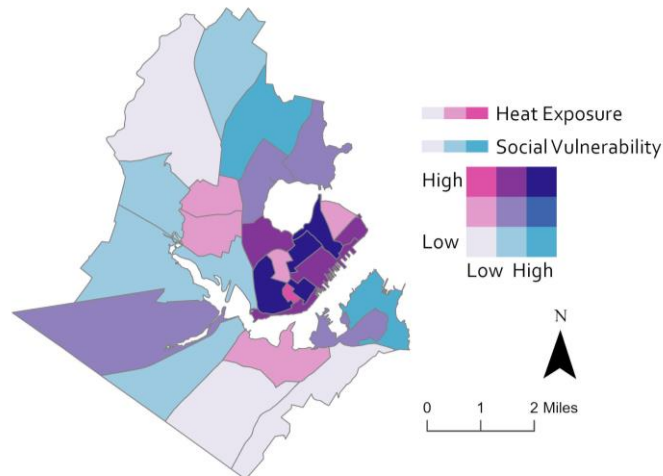 Heat Exposure
Social Vulnerability
High
Low
Low High
N
0 1 2 Miles